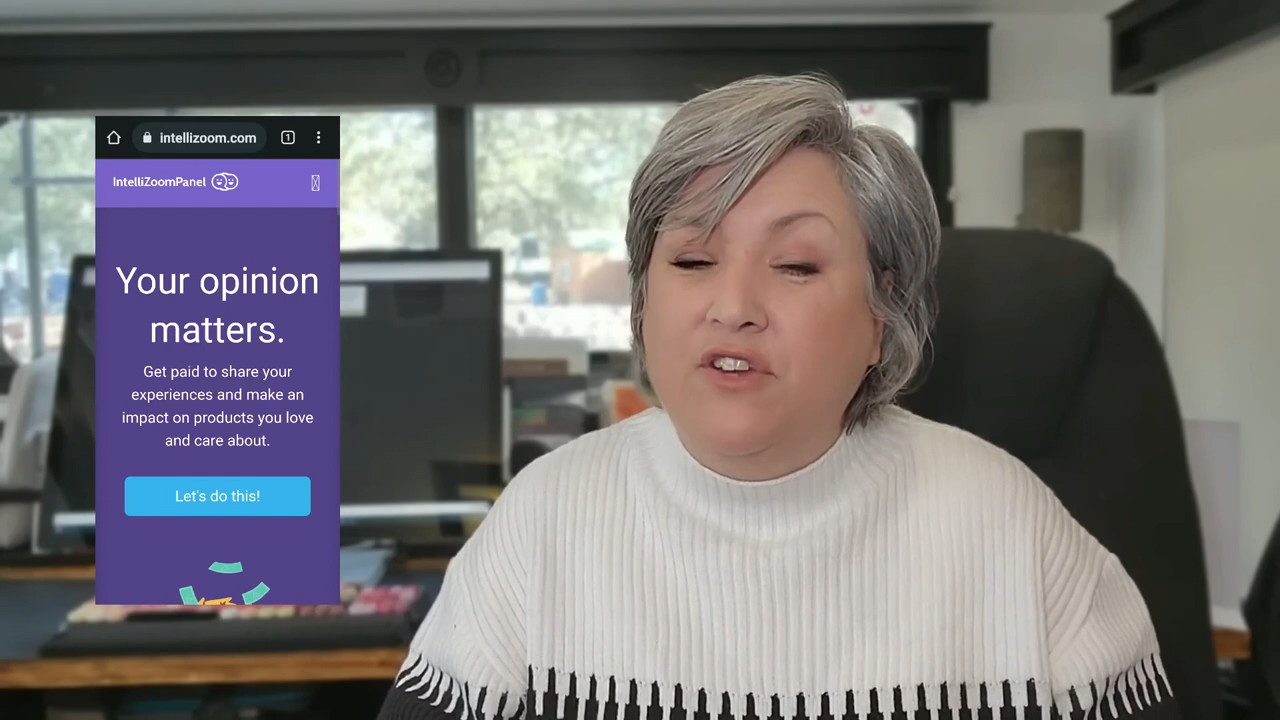 intellizoom.com
1
IntelliZoomPanel
Your opinion
matters.
Get paid to share your
experiences and make an
impact on products you love
and care about.
Let's do this!